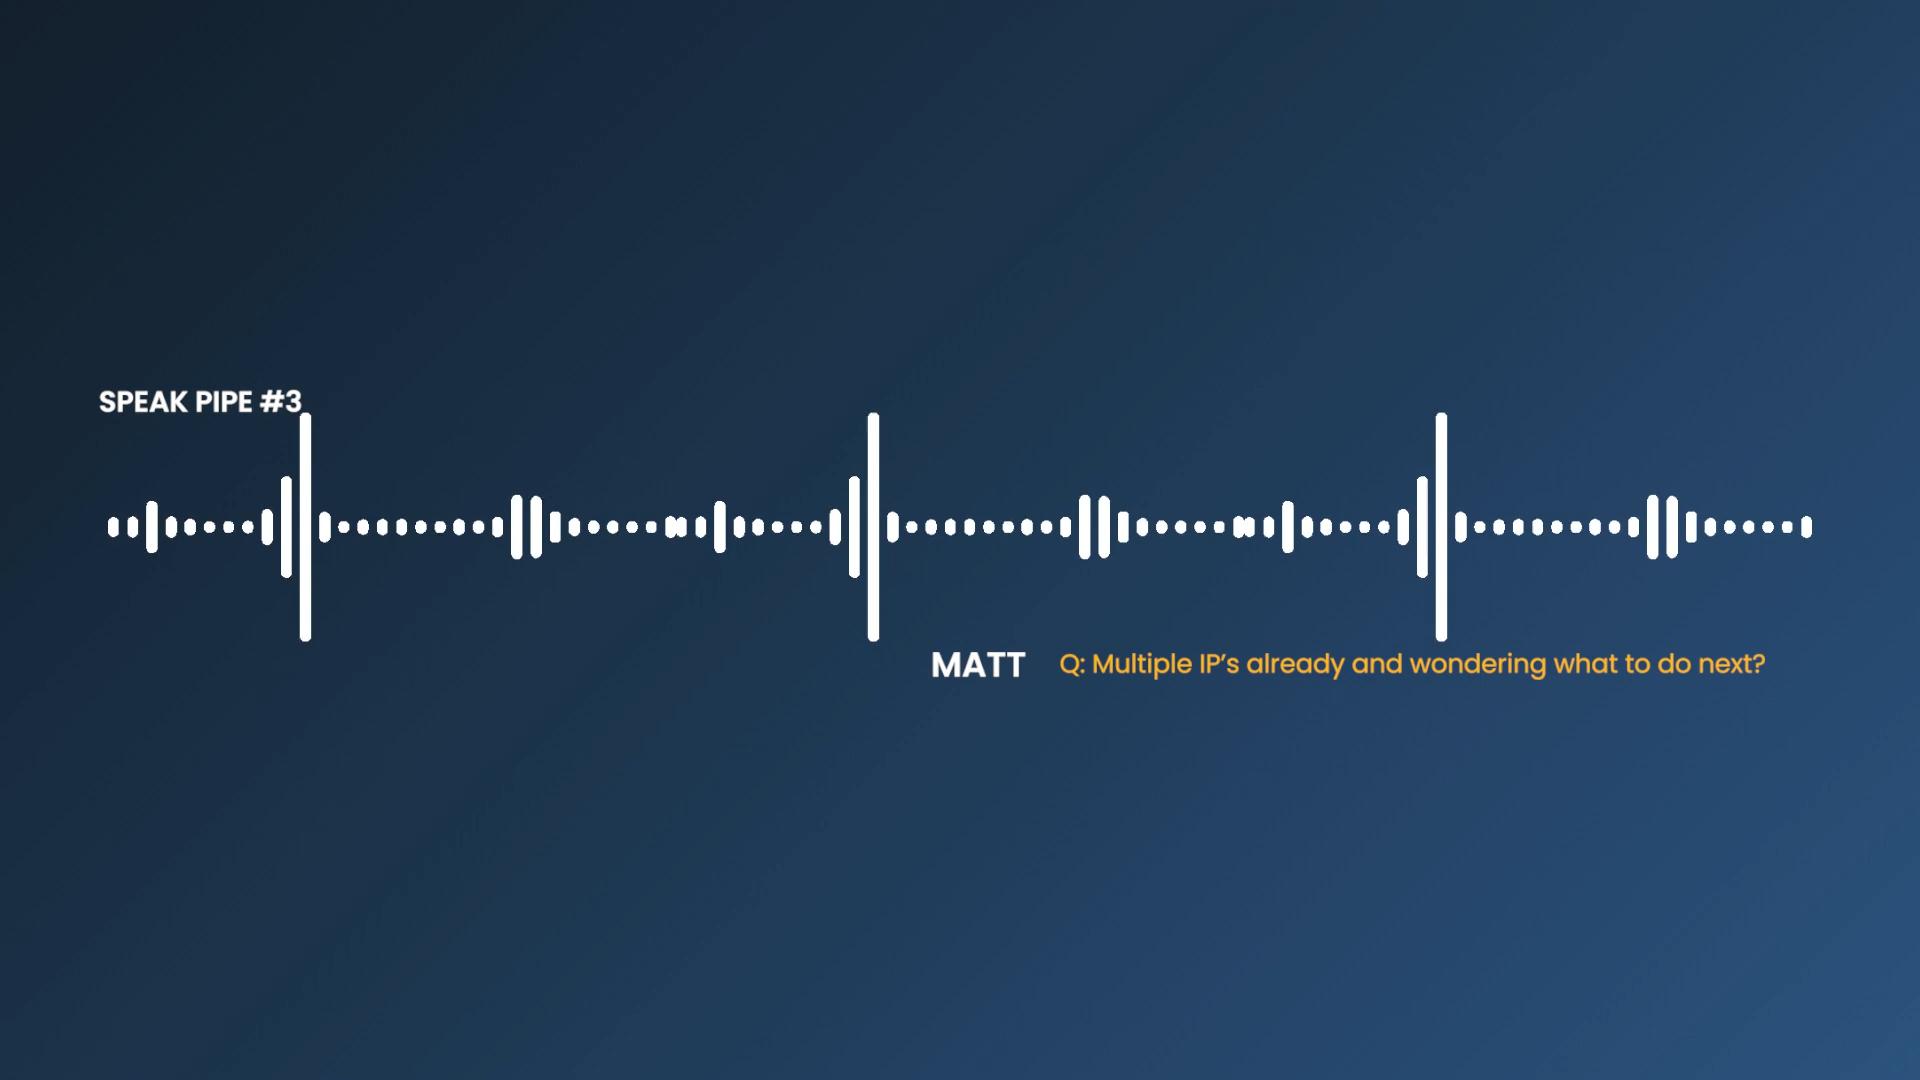 SPEAK PIPE #3
MATT Q: Multiple IP’s already and wondering what to do next?